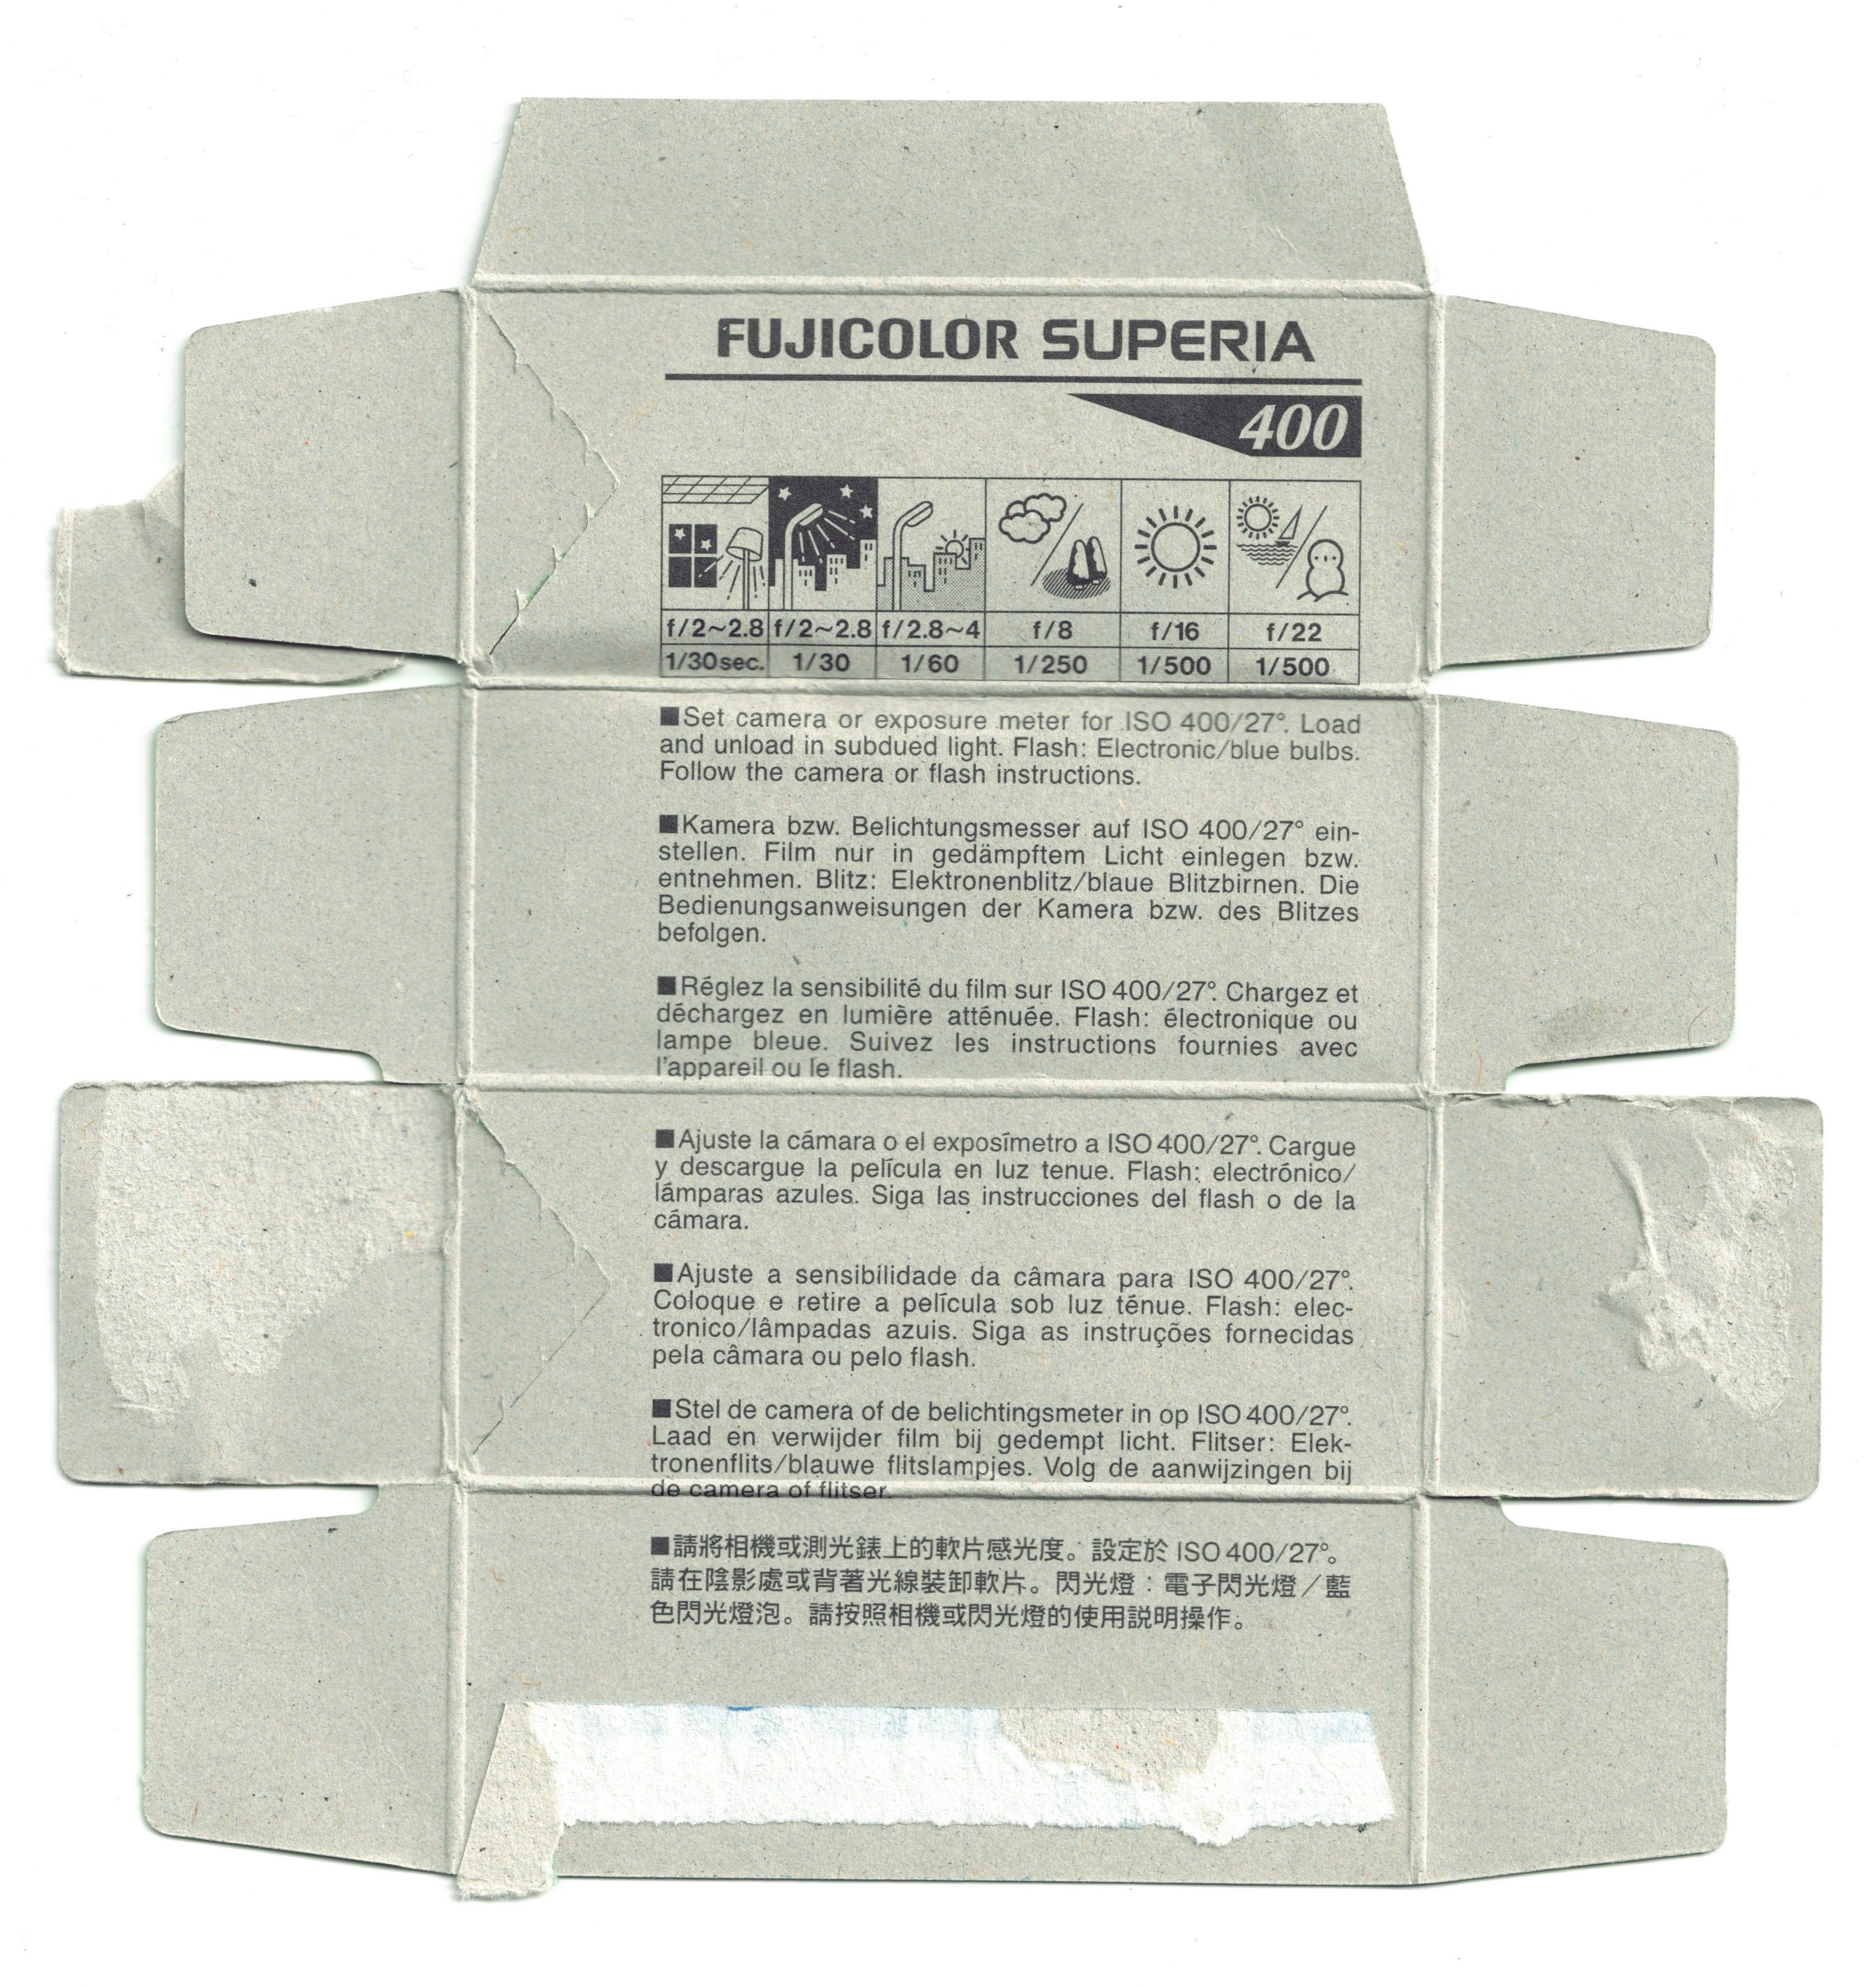 FUJICOLOR SUPERIA
400
f/2~2.8 f/2~2.8 f/2.8~4 f/8 f/16 f/22
1/30sec. 1/30 1/60 1/250 1/500 1/500
■Set camera or exposure meter for ISO 400/27°. Load
and unload in subdued light. Flash: Electronic/blue bulbs.
Follow the camera or flash instructions.
■Kamera bzw. Belichtungsmesser auf ISO 400/27° ein-
stellen. Film nur in gedämpftem Licht einlegen bzw.
entnehmen. Blitz: Elektronenblitz/blaue Blitzbirnen. Die
Bedienungsanweisungen der Kamera bzw. des Blitzes
befolgen.
■Réglez la sensibilité du film sur ISO 400/27°. Chargez et
déchargez en lumière atténuée. Flash: électronique ou
lampe bleue. Suivez les instructions fournies avec
l'appareil ou le flash.
■Ajuste la cámara o el exposímetro a ISO 400/27°. Cargue
y descargue la película en luz tenue. Flash: electrónico/
lámparas azules. Siga las instrucciones del flash o de la
cámara.
■Ajuste a sensibilidade da câmara para ISO 400/27°.
Coloque e retire a película sob luz ténue. Flash: elec-
tronico/lâmpadas azuis. Siga as instruções fornecidas
pela câmara ou pelo flash.
■Stel de camera of de belichtingsmeter in op ISO 400/27°.
Laad en verwijder film bij gedempt licht. Flitser: Elek-
tronenflits/blauwe flitslampjes. Volg de aanwijzingen bij
de camera of flitser.
■請將相機或測光錶上的軟片感光度。設定於 ISO 400/27°。
請在陰影處或背著光線裝卸軟片。閃光燈：電子閃光燈／藍
色閃光燈泡。請按照相機或閃光燈的使用説明操作。